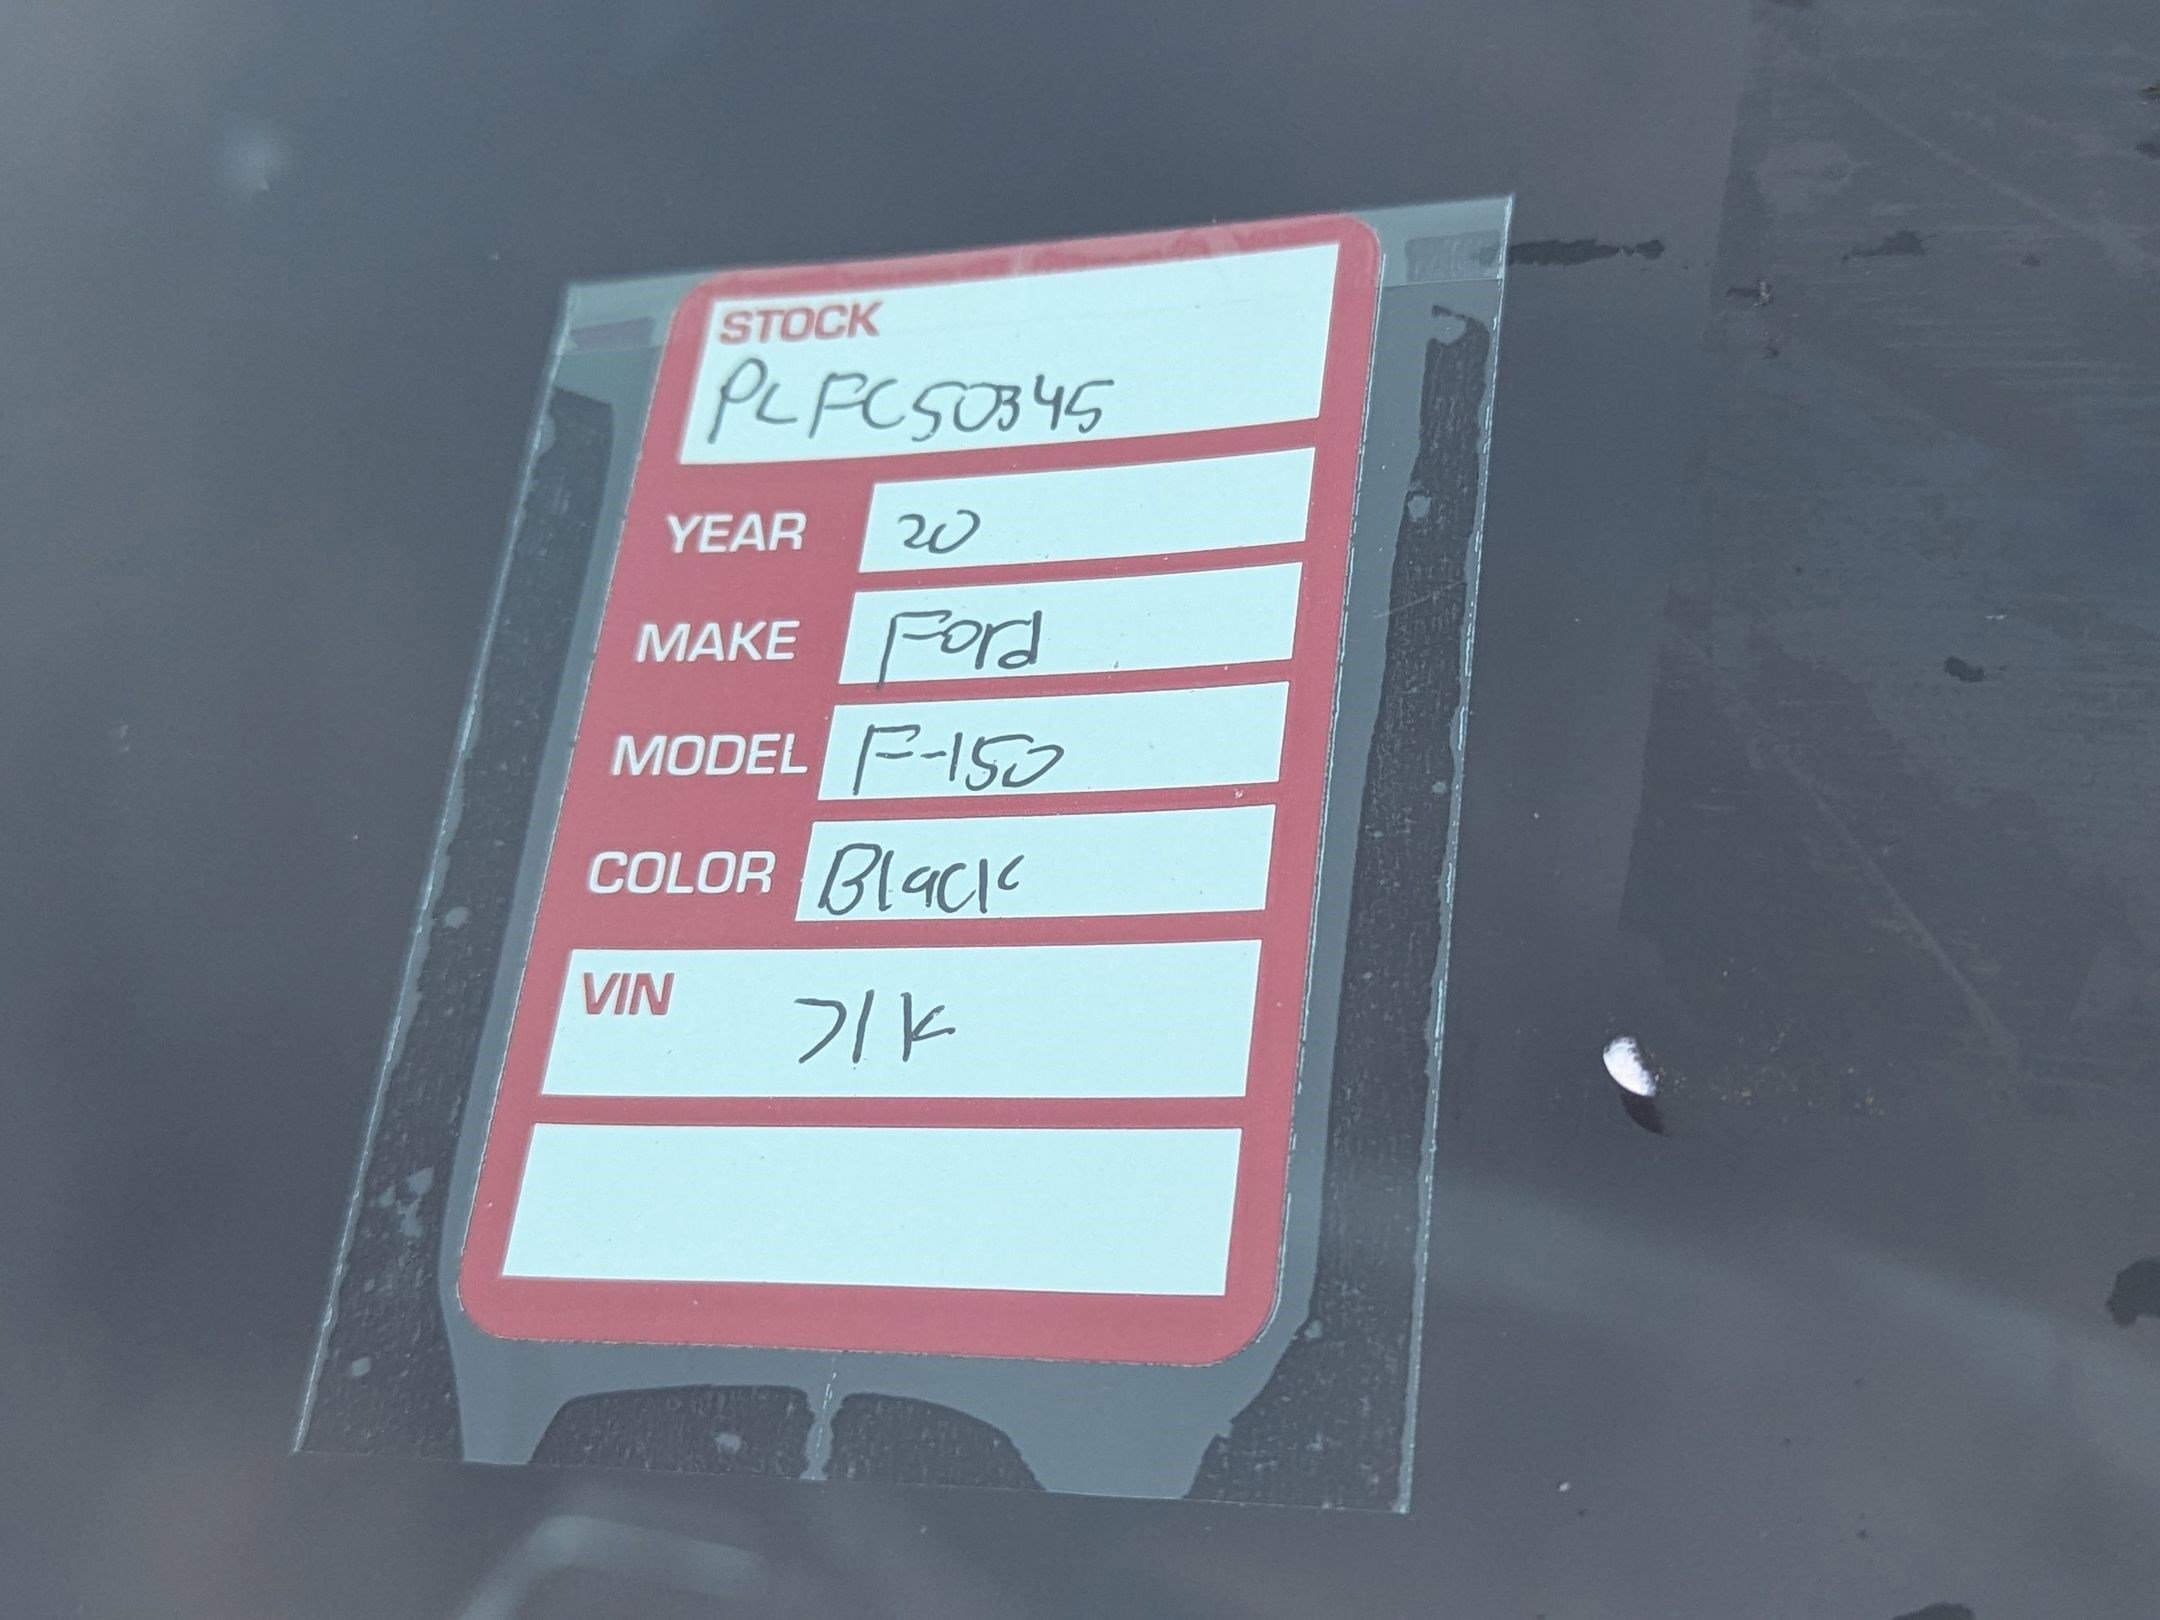 STOCK
PLFC50345
YEAR 20
MAKE Ford
MODEL F-150
COLOR Black
VIN 71K